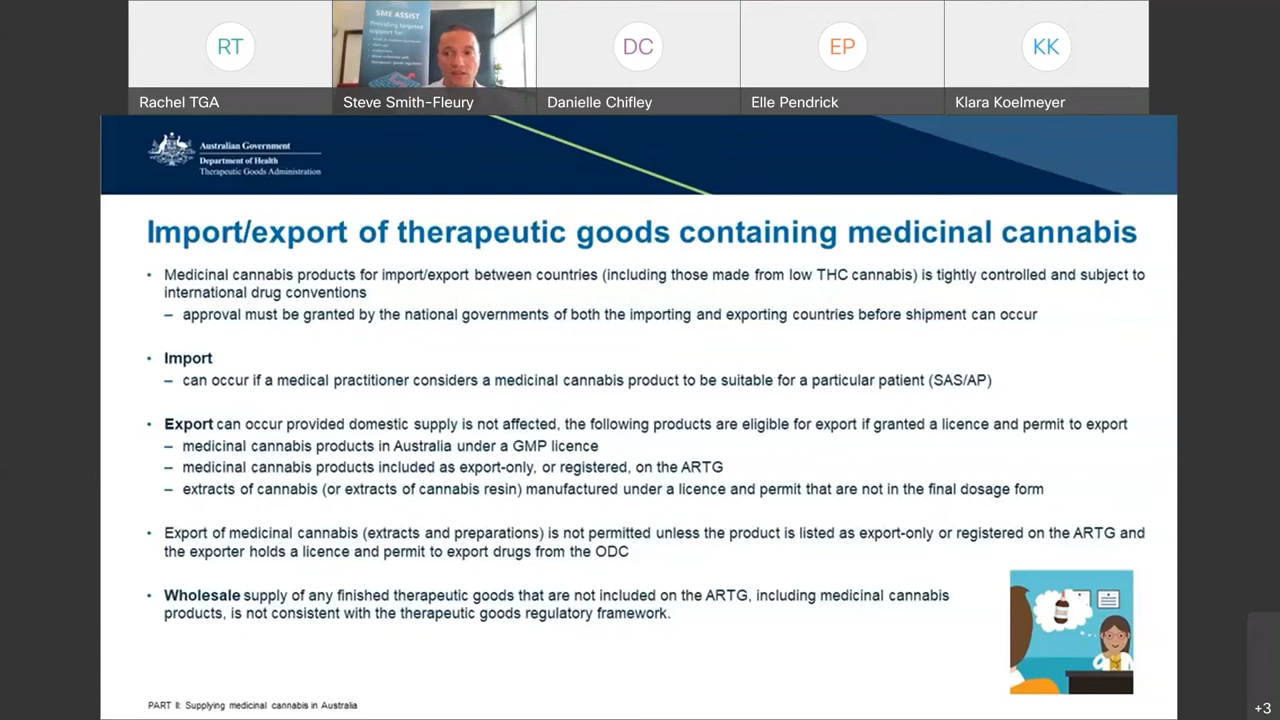 RT
DC
EP
KK
SME ASSIST
Providing targeted
support for:
Rachel TGA
Steve Smith-Fleury
Danielle Chifley
Elle Pendrick
Klara Koelmeyer
Australian Government
Department of Health
Therapeutic Goods Administration
Import/export of therapeutic goods containing medicinal cannabis
• Medicinal cannabis products for import/export between countries (including those made from low THC cannabis) is tightly controlled and subject to
international drug conventions
– approval must be granted by the national governments of both the importing and exporting countries before shipment can occur
• Import
– can occur if a medical practitioner considers a medicinal cannabis product to be suitable for a particular patient (SAS/AP)
• Export can occur provided domestic supply is not affected, the following products are eligible for export if granted a licence and permit to export
– medicinal cannabis products in Australia under a GMP licence
– medicinal cannabis products included as export-only, or registered, on the ARTG
– extracts of cannabis (or extracts of cannabis resin) manufactured under a licence and permit that are not in the final dosage form
• Export of medicinal cannabis (extracts and preparations) is not permitted unless the product is listed as export-only or registered on the ARTG and
the exporter holds a licence and permit to export drugs from the ODC
• Wholesale supply of any finished therapeutic goods that are not included on the ARTG, including medicinal cannabis
products, is not consistent with the therapeutic goods regulatory framework.
PART II: Supplying medicinal cannabis in Australia
+3